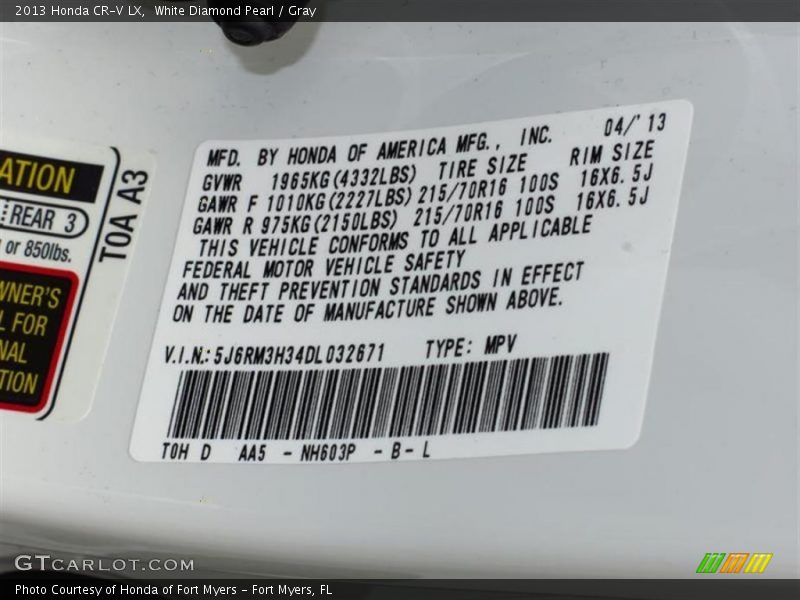 2013 Honda CR-V LX,  White Diamond Pearl / Gray
ATION
REAR 3
or 850lbs.
WNER'S
L FOR
NAL
TION
T0A A3
MFD. BY HONDA OF AMERICA MFG., INC. 04/'13
GVWR 1965KG(4332LBS) TIRE SIZE RIM SIZE
GAWR F 1010KG(2227LBS) 215/70R16 100S 16X6.5J
GAWR R 975KG(2150LBS) 215/70R16 100S 16X6.5J
THIS VEHICLE CONFORMS TO ALL APPLICABLE
FEDERAL MOTOR VEHICLE SAFETY
AND THEFT PREVENTION STANDARDS IN EFFECT
ON THE DATE OF MANUFACTURE SHOWN ABOVE.
V.I.N.: 5J6RM3H34DL032671 TYPE: MPV
T0H D AA5 - NH603P - B - L
GTCARLOT.COM
Photo Courtesy of Honda of Fort Myers - Fort Myers, FL